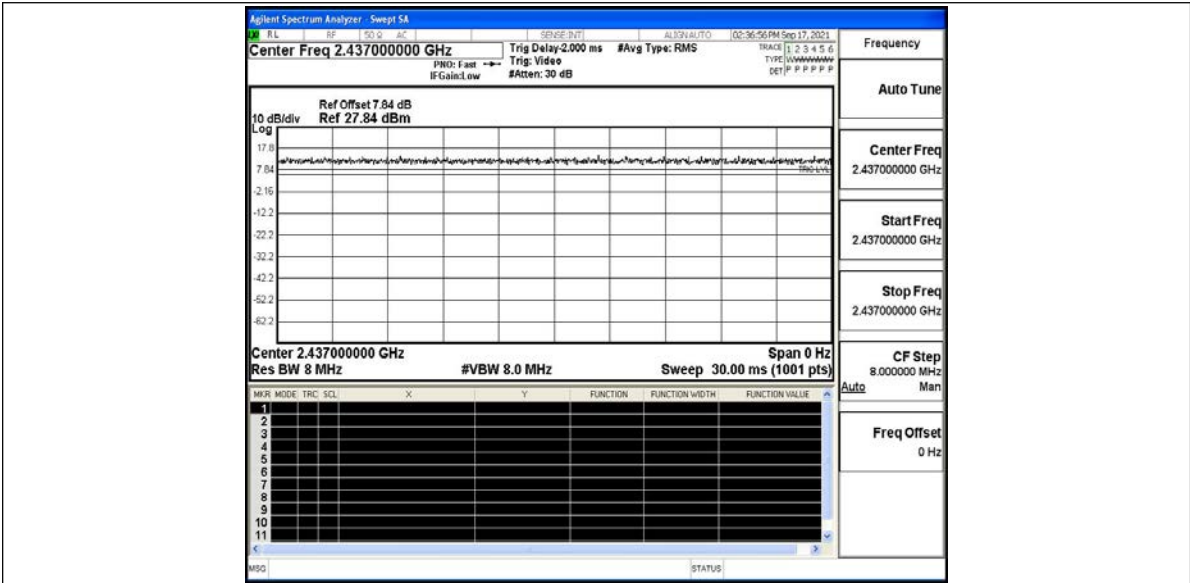 Agilent Spectrum Analyzer - Swept SA
RL RF 50 Ω AC SENSE:INT ALIGN AUTO 02:36:56 PM Sep 17, 2021
Center Freq 2.437000000 GHz
PNO: Fast
IFGain:Low
Trig Delay-2.000 ms
Trig: Video
#Atten: 30 dB
#Avg Type: RMS
TRACE 1 2 3 4 5 6
TYPE WWWWWW
DET P P P P P P
Ref Offset 7.84 dB
10 dB/div Ref 27.84 dBm
Log
17.8
7.84
TRIG LVL
-2.16
-12.2
-22.2
-32.2
-42.2
-52.2
-62.2
Center 2.437000000 GHz Span 0 Hz
Res BW 8 MHz #VBW 8.0 MHz Sweep 30.00 ms (1001 pts)
MKR MODE TRC SCL X Y FUNCTION FUNCTION WIDTH FUNCTION VALUE
1
2
3
4
5
6
7
8
9
10
11
MSG STATUS
Frequency
Auto Tune
Center Freq
2.437000000 GHz
Start Freq
2.437000000 GHz
Stop Freq
2.437000000 GHz
CF Step
8.000000 MHz
Auto Man
Freq Offset
0 Hz